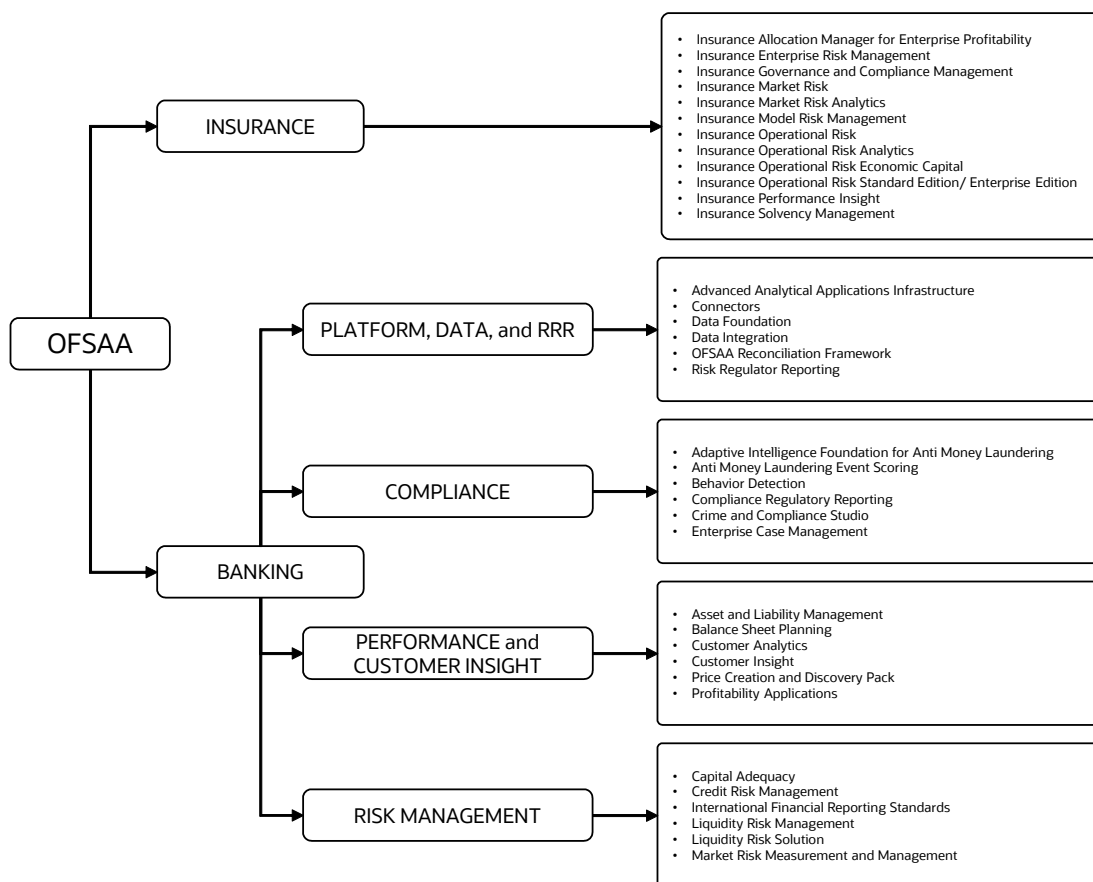 OFSAA
INSURANCE
• Insurance Allocation Manager for Enterprise Profitability
• Insurance Enterprise Risk Management
• Insurance Governance and Compliance Management
• Insurance Market Risk
• Insurance Market Risk Analytics
• Insurance Model Risk Management
• Insurance Operational Risk
• Insurance Operational Risk Analytics
• Insurance Operational Risk Economic Capital
• Insurance Operational Risk Standard Edition/ Enterprise Edition
• Insurance Performance Insight
• Insurance Solvency Management
BANKING
PLATFORM, DATA, and RRR
• Advanced Analytical Applications Infrastructure
• Connectors
• Data Foundation
• Data Integration
• OFSAA Reconciliation Framework
• Risk Regulator Reporting
COMPLIANCE
• Adaptive Intelligence Foundation for Anti Money Laundering
• Anti Money Laundering Event Scoring
• Behavior Detection
• Compliance Regulatory Reporting
• Crime and Compliance Studio
• Enterprise Case Management
PERFORMANCE and
CUSTOMER INSIGHT
• Asset and Liability Management
• Balance Sheet Planning
• Customer Analytics
• Customer Insight
• Price Creation and Discovery Pack
• Profitability Applications
RISK MANAGEMENT
• Capital Adequacy
• Credit Risk Management
• International Financial Reporting Standards
• Liquidity Risk Management
• Liquidity Risk Solution
• Market Risk Measurement and Management